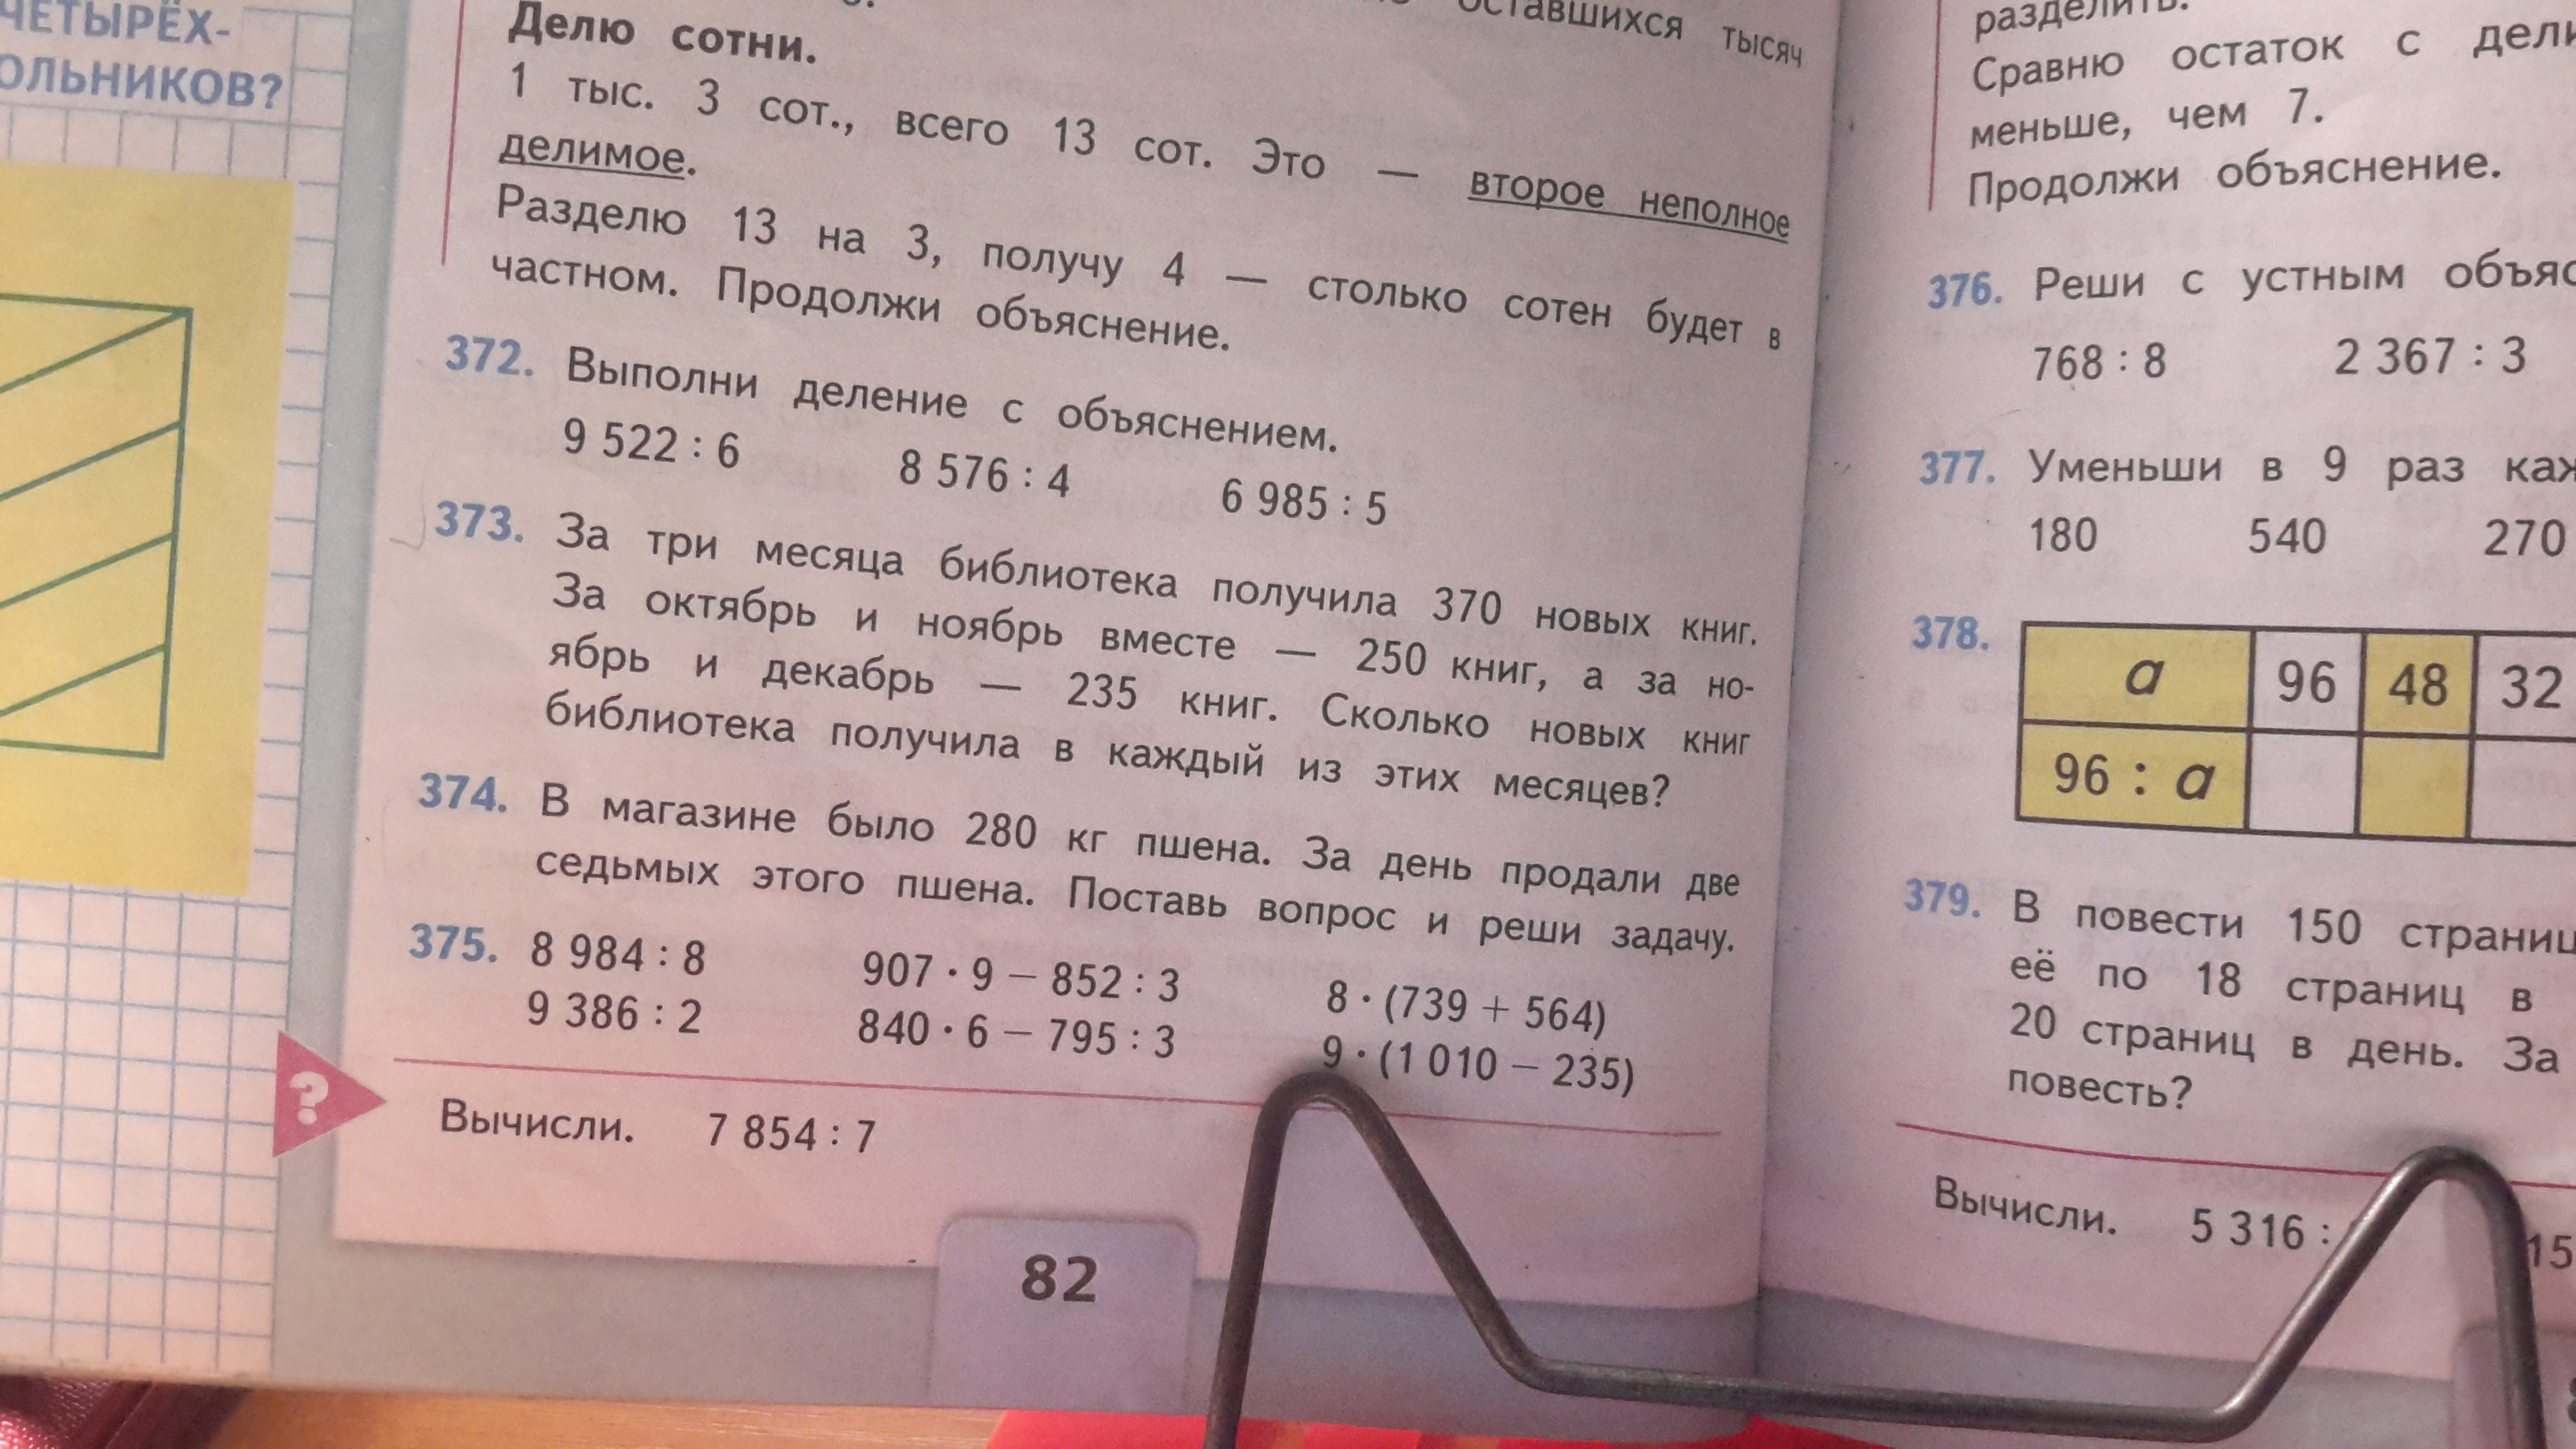 ЧЕТЫРЁХ-
ОЛЬНИКОВ?
оставшихся тысяч
Делю сотни.
1 тыс. 3 сот., всего 13 сот. Это — второе неполное
делимое.
Разделю 13 на 3, получу 4 — столько сотен будет в
частном. Продолжи объяснение.
372. Выполни деление с объяснением.
9 522 : 6 8 576 : 4 6 985 : 5
373. За три месяца библиотека получила 370 новых книг.
За октябрь и ноябрь вместе — 250 книг, а за но-
ябрь и декабрь — 235 книг. Сколько новых книг
библиотека получила в каждый из этих месяцев?
374. В магазине было 280 кг пшена. За день продали две
седьмых этого пшена. Поставь вопрос и реши задачу.
375. 8 984 : 8 907 · 9 − 852 : 3 8 · (739 + 564)
9 386 : 2 840 · 6 − 795 : 3 9 · (1 010 − 235)
?
Вычисли. 7 854 : 7
82
разделить.
Сравню остаток с дели
меньше, чем 7.
Продолжи объяснение.
376. Реши с устным объяс
768 : 8 2 367 : 3
377. Уменьши в 9 раз каж
180 540 270
378. a 96 48 32
96 : a
379. В повести 150 страниц
её по 18 страниц в
20 страниц в день. За
повесть?
Вычисли. 5 316 : 15